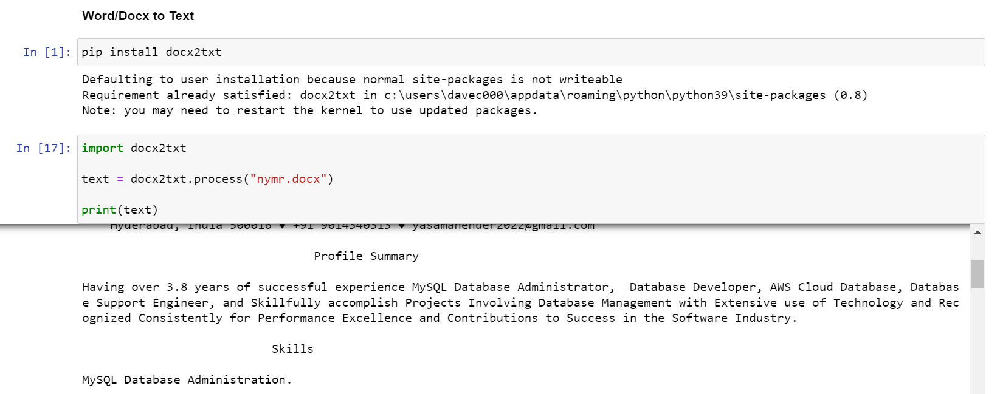 Word/Docx to Text
In [1]: pip install docx2txt
Defaulting to user installation because normal site-packages is not writeable
Requirement already satisfied: docx2txt in c:\users\davec000\appdata\roaming\python\python39\site-packages (0.8)
Note: you may need to restart the kernel to use updated packages.
In [17]: import docx2txt
text = docx2txt.process("nymr.docx")
print(text)
Hyderabad, India 500016 ♥ +91 9014340313 ♥ yasamahender2022@gmail.com
Profile Summary
Having over 3.8 years of successful experience MySQL Database Administrator,  Database Developer, AWS Cloud Database, Databas
e Support Engineer, and Skillfully accomplish Projects Involving Database Management with Extensive use of Technology and Rec
ognized Consistently for Performance Excellence and Contributions to Success in the Software Industry.
Skills
MySQL Database Administration.